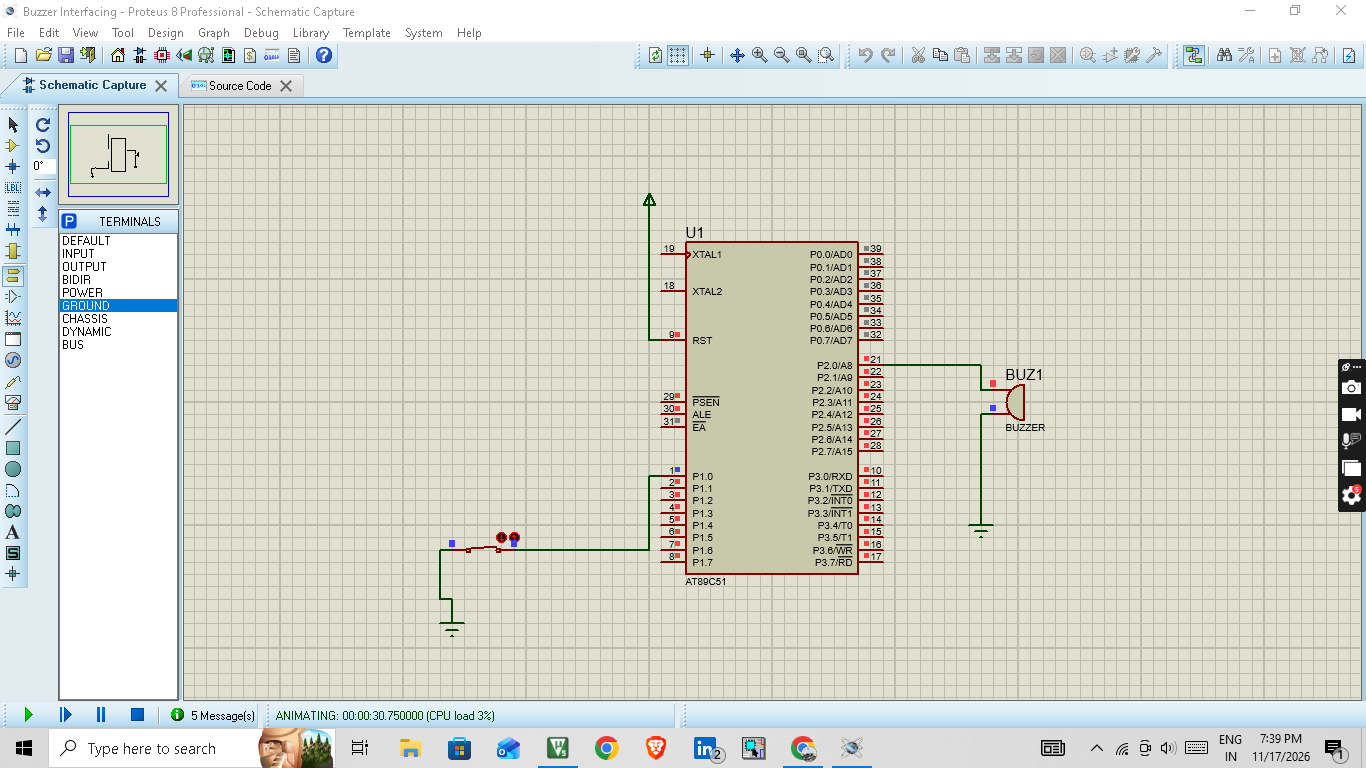 Buzzer Interfacing - Proteus 8 Professional - Schematic Capture
File Edit View Tool Design Graph Debug Library Template System Help
Schematic Capture
Source Code
0°
LBL
P TERMINALS
DEFAULT
INPUT
OUTPUT
BIDIR
POWER
GROUND
CHASSIS
DYNAMIC
BUS
A
S
U1
19 XTAL1
18 XTAL2
9 RST
29 PSEN
30 ALE
31 EA
1 P1.0
2 P1.1
3 P1.2
4 P1.3
5 P1.4
6 P1.5
7 P1.6
8 P1.7
P0.0/AD0 39
P0.1/AD1 38
P0.2/AD2 37
P0.3/AD3 36
P0.4/AD4 35
P0.5/AD5 34
P0.6/AD6 33
P0.7/AD7 32
P2.0/A8 21
P2.1/A9 22
P2.2/A10 23
P2.3/A11 24
P2.4/A12 25
P2.5/A13 26
P2.6/A14 27
P2.7/A15 28
P3.0/RXD 10
P3.1/TXD 11
P3.2/INT0 12
P3.3/INT1 13
P3.4/T0 14
P3.5/T1 15
P3.6/WR 16
P3.7/RD 17
AT89C51
BUZ1
BUZZER
5
5 Message(s)
ANIMATING: 00:00:30.750000 (CPU load 3%)
Type here to search
in 2
ENG
IN
7:39 PM
11/17/2026
1